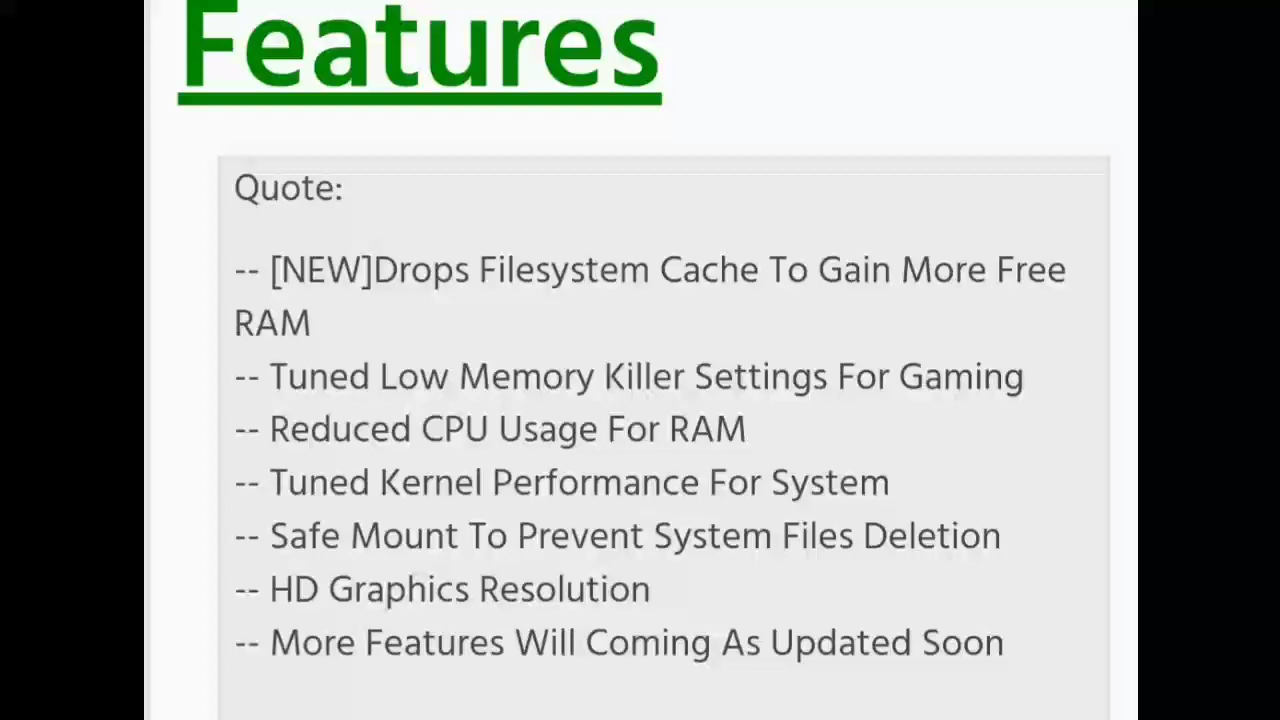 Features
Quote:
-- [NEW]Drops Filesystem Cache To Gain More Free
RAM
-- Tuned Low Memory Killer Settings For Gaming
-- Reduced CPU Usage For RAM
-- Tuned Kernel Performance For System
-- Safe Mount To Prevent System Files Deletion
-- HD Graphics Resolution
-- More Features Will Coming As Updated Soon